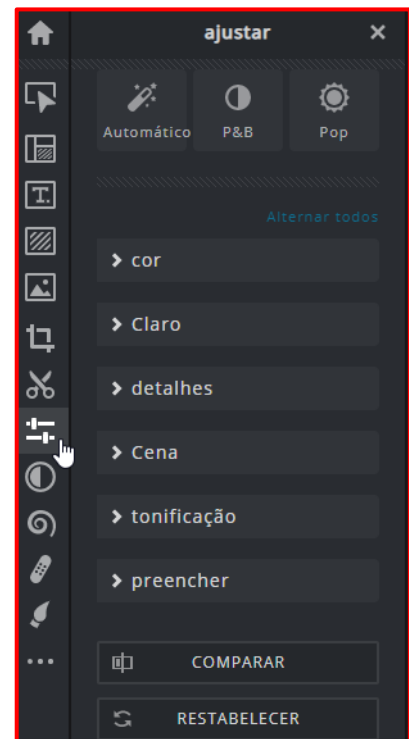 ajustar
Automático P&B Pop
Alternar todos
cor
Claro
detalhes
Cena
tonificação
preencher
COMPARAR
RESTABELECER
T.